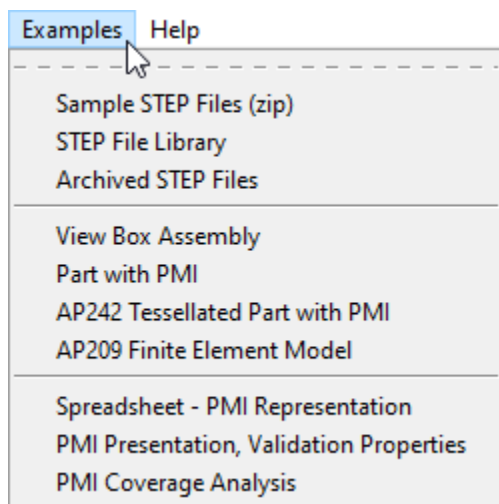 Examples Help
Sample STEP Files (zip)
STEP File Library
Archived STEP Files
View Box Assembly
Part with PMI
AP242 Tessellated Part with PMI
AP209 Finite Element Model
Spreadsheet - PMI Representation
PMI Presentation, Validation Properties
PMI Coverage Analysis